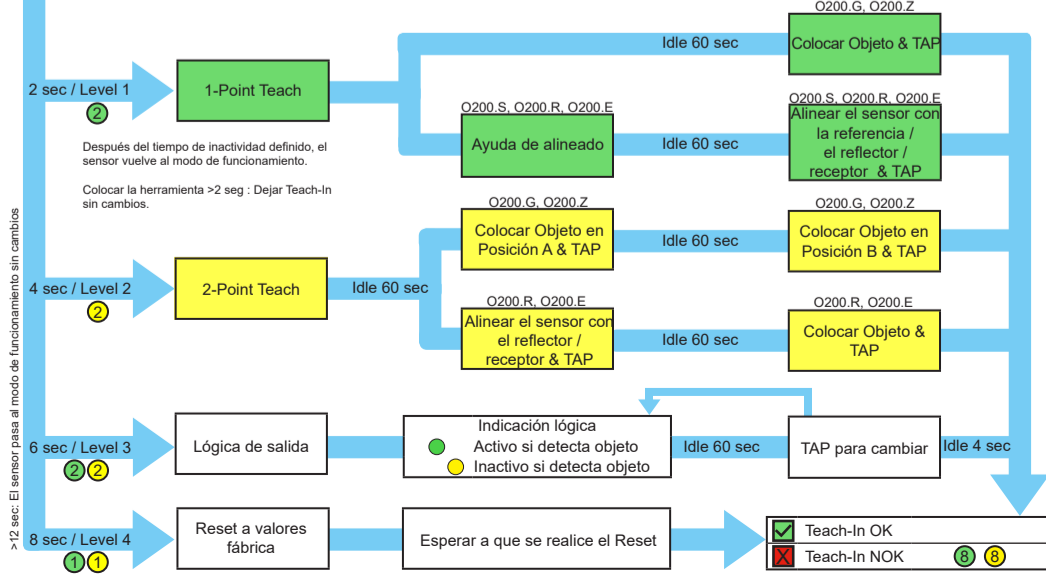 O200.G, O200.Z
Idle 60 sec
Colocar Objeto & TAP
2 sec / Level 1
2
1-Point Teach
O200.S, O200.R, O200.E
Ayuda de alineado
Idle 60 sec
O200.S, O200.R, O200.E
Alinear el sensor con
la referencia /
el reflector /
receptor & TAP
Después del tiempo de inactividad definido, el
sensor vuelve al modo de funcionamiento.
Colocar la herramienta >2 seg : Dejar Teach-In
sin cambios.
>12 sec: El sensor pasa al modo de funcionamiento sin cambios
4 sec / Level 2
2
2-Point Teach
Idle 60 sec
O200.G, O200.Z
Colocar Objeto en
Posición A & TAP
Idle 60 sec
O200.G, O200.Z
Colocar Objeto en
Posición B & TAP
O200.R, O200.E
Alinear el sensor con
el reflector /
receptor & TAP
Idle 60 sec
O200.R, O200.E
Colocar Objeto &
TAP
6 sec / Level 3
2 2
Lógica de salida
Indicación lógica
Activo si detecta objeto
Inactivo si detecta objeto
Idle 60 sec
TAP para cambiar
Idle 4 sec
8 sec / Level 4
1 1
Reset a valores
fábrica
Esperar a que se realice el Reset
Teach-In OK
Teach-In NOK
8 8